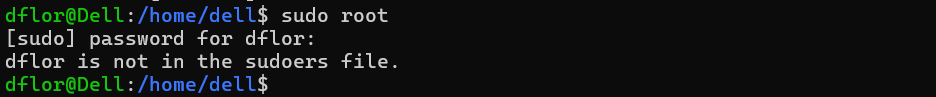 dflor@Dell:/home/dell$ sudo root
[sudo] password for dflor:
dflor is not in the sudoers file.
dflor@Dell:/home/dell$